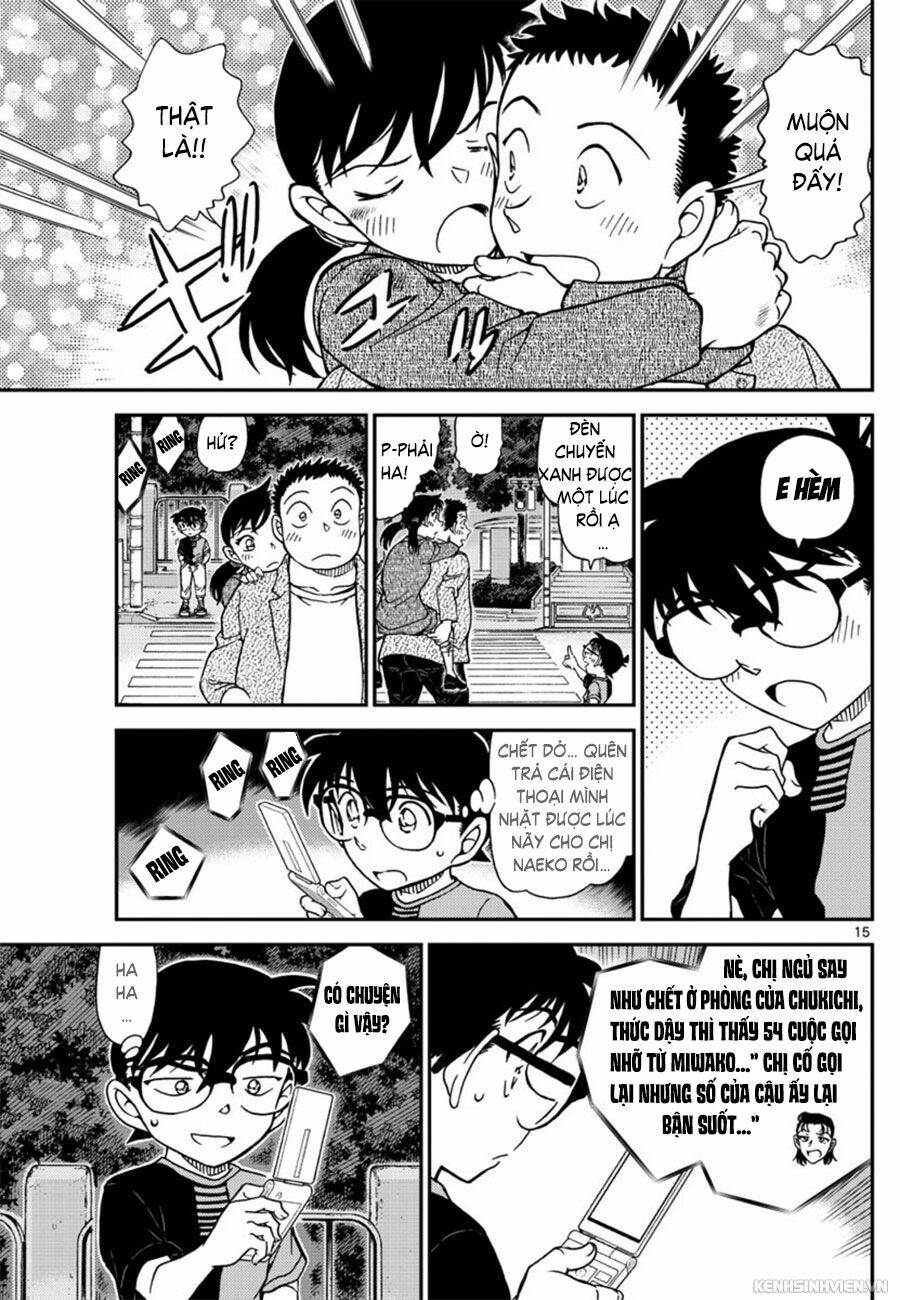 MUỘN
QUÁ
ĐẤY!
THẬT
LÀ!!
E HÈM
ĐÈN
CHUYỂN
XANH ĐƯỢC
MỘT LÚC
RỒI Ạ
...
Ờ!
P-PHẢI
HA!
HỬ?
RING
RING
RING
CHẾT DỞ... QUÊN
TRẢ CÁI ĐIỆN
THOẠI MÌNH
NHẶT ĐƯỢC LÚC
NÃY CHO CHỊ
NAEKO RỒI...
RING
RING
RING
15
NÈ, CHỊ NGỦ SAY
NHƯ CHẾT Ở PHÒNG CỦA CHUKICHI,
THỨC DẬY THÌ THẤY 54 CUỘC GỌI
NHỠ TỪ MIWAKO..." CHỊ CỐ GỌI
LẠI NHƯNG SỐ CỦA CẬU ẤY LẠI
BẬN SUỐT..."
CÓ CHUYỆN
GÌ VẬY?
HA
HA
...
KENHSINHVIEN.VN